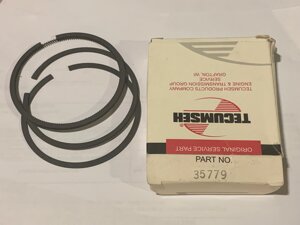 TECUMSEH PRODUCTS COMPANY
ENGINE & TRANSMISSION GROUP
SERVICE
GRAFTON, WI
TECUMSEH
ORIGINAL SERVICE PART
PART NO.
35779